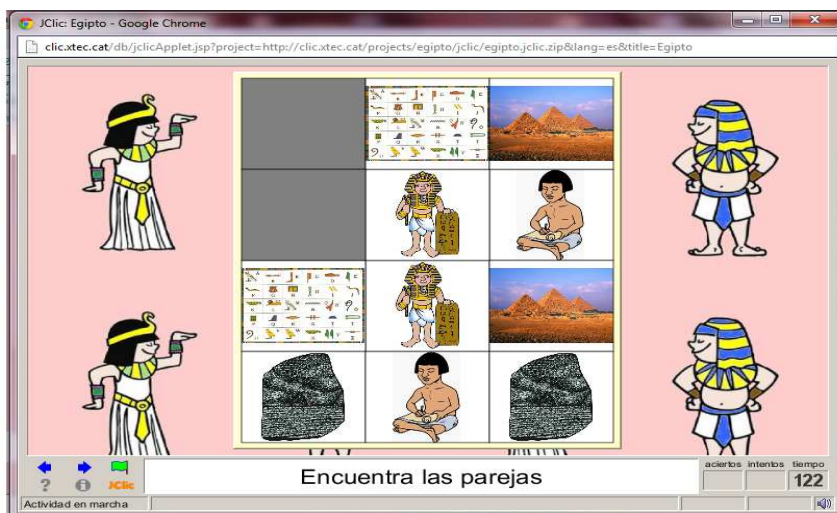 JClic: Egipto - Google Chrome
clic.xtec.cat/db/jclicApplet.jsp?project=http://clic.xtec.cat/projects/egipto/jclic/egipto.jclic.zip&lang=es&title=Egipto
Encuentra las parejas
aciertos intentos tiempo
122
JClic
Actividad en marcha